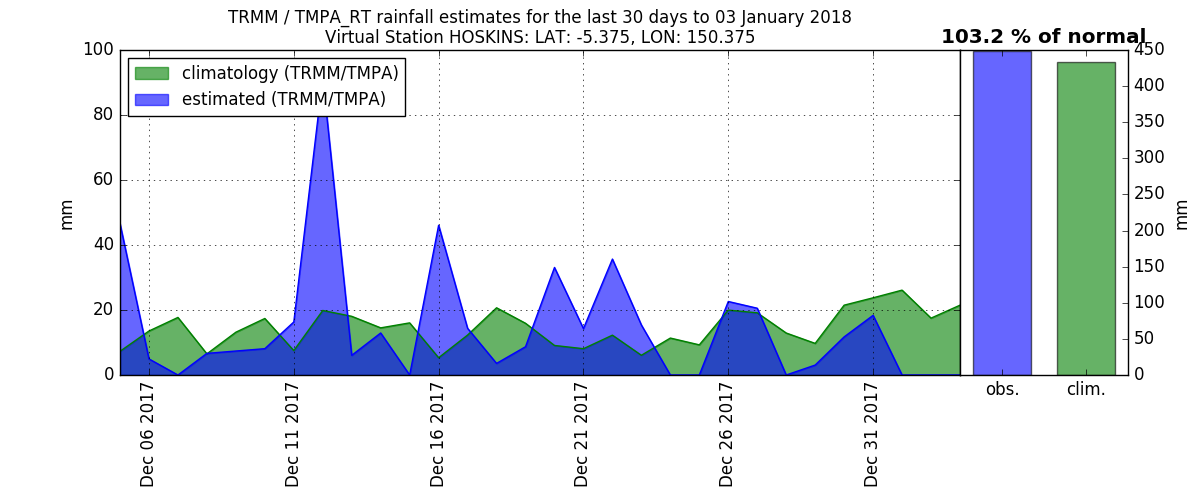 TRMM / TMPA_RT rainfall estimates for the last 30 days to 03 January 2018
Virtual Station HOSKINS: LAT: -5.375, LON: 150.375
103.2 % of normal
climatology (TRMM/TMPA)
estimated (TRMM/TMPA)
100
80
60
40
20
0
mm
Dec 06 2017
Dec 11 2017
Dec 16 2017
Dec 21 2017
Dec 26 2017
Dec 31 2017
450
400
350
300
250
200
150
100
50
0
mm
obs.
clim.